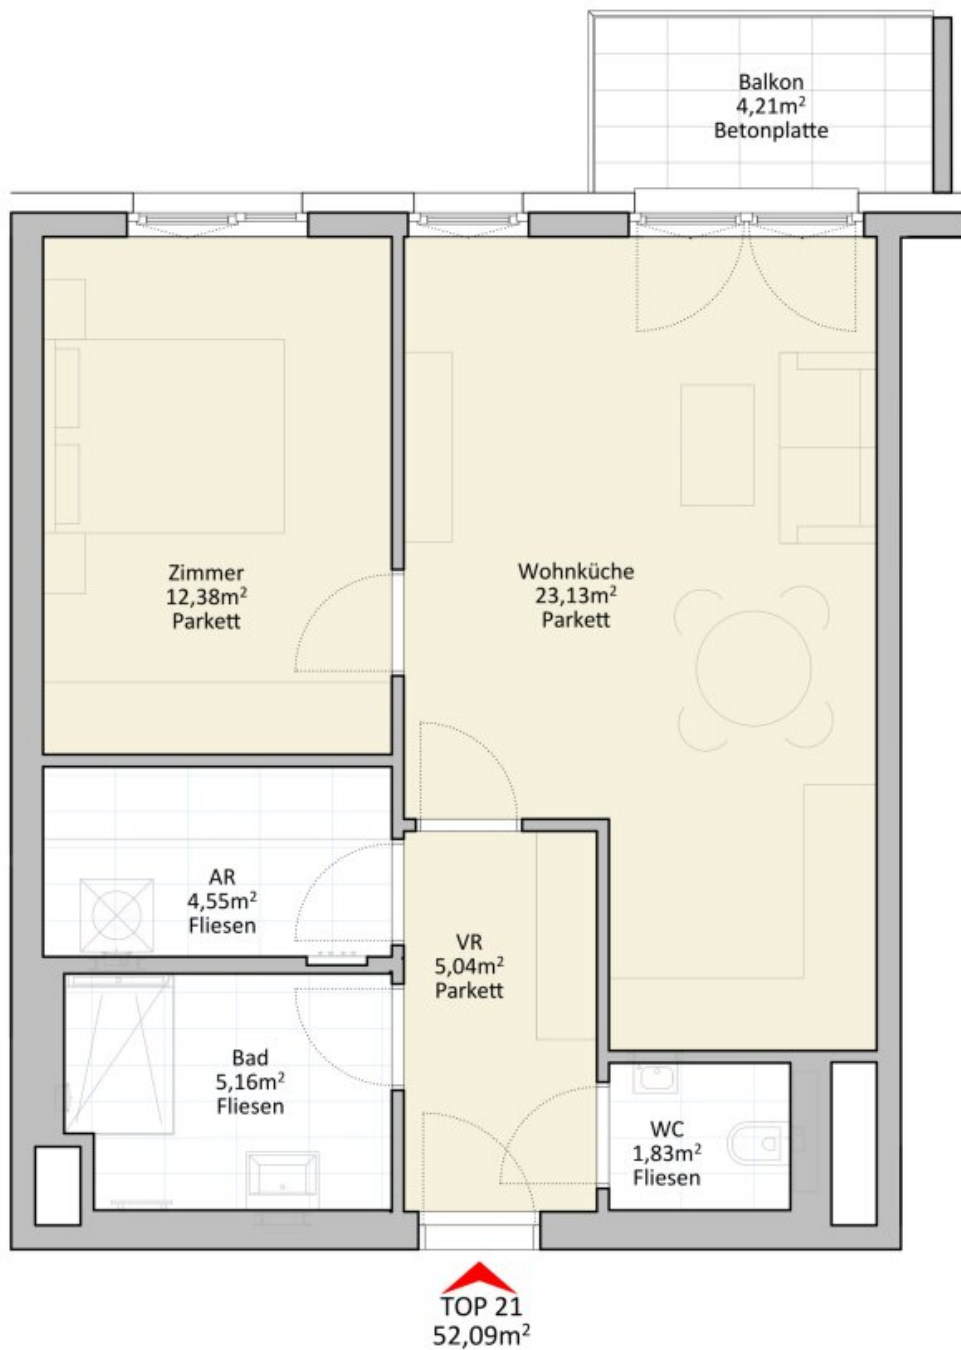 Balkon
4,21m²
Betonplatte
Zimmer
12,38m²
Parkett
Wohnküche
23,13m²
Parkett
AR
4,55m²
Fliesen
VR
5,04m²
Parkett
Bad
5,16m²
Fliesen
WC
1,83m²
Fliesen
TOP 21
52,09m²